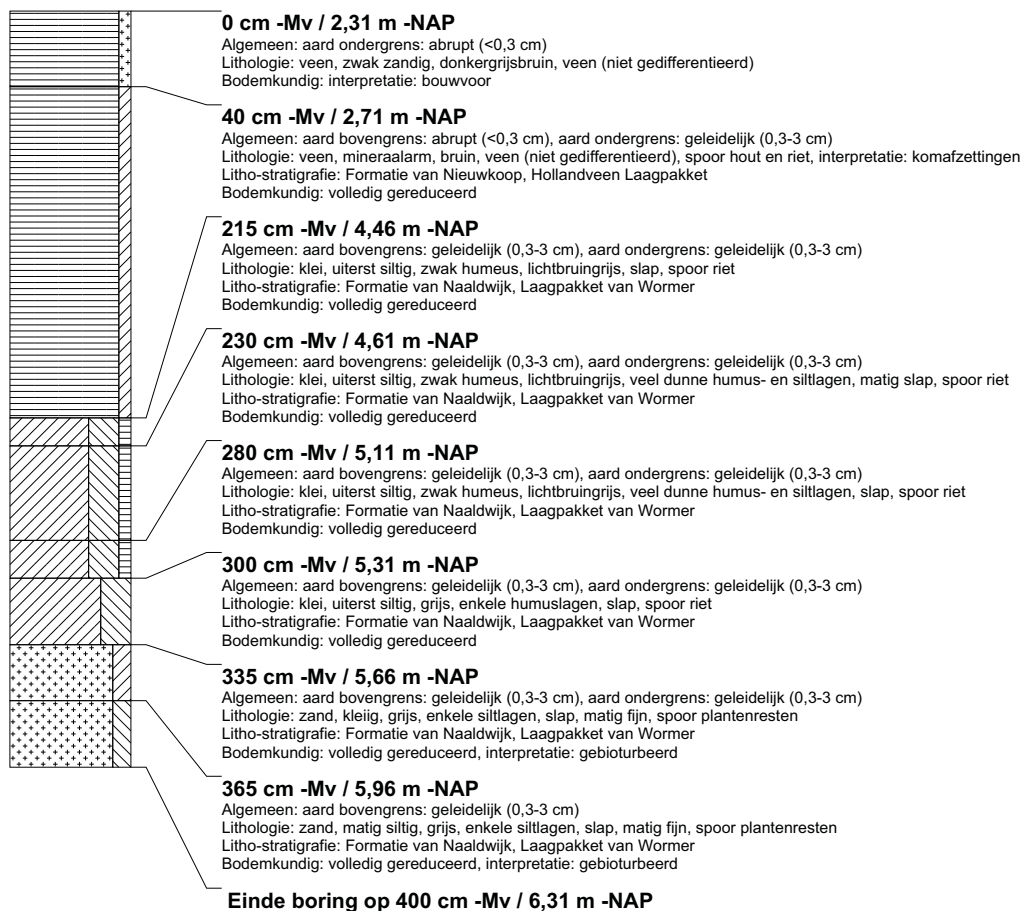 0 cm -Mv / 2,31 m -NAP
Algemeen: aard ondergrens: abrupt (<0,3 cm)
Lithologie: veen, zwak zandig, donkergrijsbruin, veen (niet gedifferentieerd)
Bodemkundig: interpretatie: bouwvoor
40 cm -Mv / 2,71 m -NAP
Algemeen: aard bovengrens: abrupt (<0,3 cm), aard ondergrens: geleidelijk (0,3-3 cm)
Lithologie: veen, mineraalarm, bruin, veen (niet gedifferentieerd), spoor hout en riet, interpretatie: komafzettingen
Litho-stratigrafie: Formatie van Nieuwkoop, Hollandveen Laagpakket
Bodemkundig: volledig gereduceerd
215 cm -Mv / 4,46 m -NAP
Algemeen: aard bovengrens: geleidelijk (0,3-3 cm), aard ondergrens: geleidelijk (0,3-3 cm)
Lithologie: klei, uiterst siltig, zwak humeus, lichtbruingrijs, slap, spoor riet
Litho-stratigrafie: Formatie van Naaldwijk, Laagpakket van Wormer
Bodemkundig: volledig gereduceerd
230 cm -Mv / 4,61 m -NAP
Algemeen: aard bovengrens: geleidelijk (0,3-3 cm), aard ondergrens: geleidelijk (0,3-3 cm)
Lithologie: klei, uiterst siltig, zwak humeus, lichtbruingrijs, veel dunne humus- en siltlagen, matig slap, spoor riet
Litho-stratigrafie: Formatie van Naaldwijk, Laagpakket van Wormer
Bodemkundig: volledig gereduceerd
280 cm -Mv / 5,11 m -NAP
Algemeen: aard bovengrens: geleidelijk (0,3-3 cm), aard ondergrens: geleidelijk (0,3-3 cm)
Lithologie: klei, uiterst siltig, zwak humeus, lichtbruingrijs, veel dunne humus- en siltlagen, slap, spoor riet
Litho-stratigrafie: Formatie van Naaldwijk, Laagpakket van Wormer
Bodemkundig: volledig gereduceerd
300 cm -Mv / 5,31 m -NAP
Algemeen: aard bovengrens: geleidelijk (0,3-3 cm), aard ondergrens: geleidelijk (0,3-3 cm)
Lithologie: klei, uiterst siltig, grijs, enkele humuslagen, slap, spoor riet
Litho-stratigrafie: Formatie van Naaldwijk, Laagpakket van Wormer
Bodemkundig: volledig gereduceerd
335 cm -Mv / 5,66 m -NAP
Algemeen: aard bovengrens: geleidelijk (0,3-3 cm), aard ondergrens: geleidelijk (0,3-3 cm)
Lithologie: zand, kleiig, grijs, enkele siltlagen, slap, matig fijn, spoor plantenresten
Litho-stratigrafie: Formatie van Naaldwijk, Laagpakket van Wormer
Bodemkundig: volledig gereduceerd, interpretatie: gebioturbeerd
365 cm -Mv / 5,96 m -NAP
Algemeen: aard bovengrens: geleidelijk (0,3-3 cm)
Lithologie: zand, matig siltig, grijs, enkele siltlagen, slap, matig fijn, spoor plantenresten
Litho-stratigrafie: Formatie van Naaldwijk, Laagpakket van Wormer
Bodemkundig: volledig gereduceerd, interpretatie: gebioturbeerd
Einde boring op 400 cm -Mv / 6,31 m -NAP